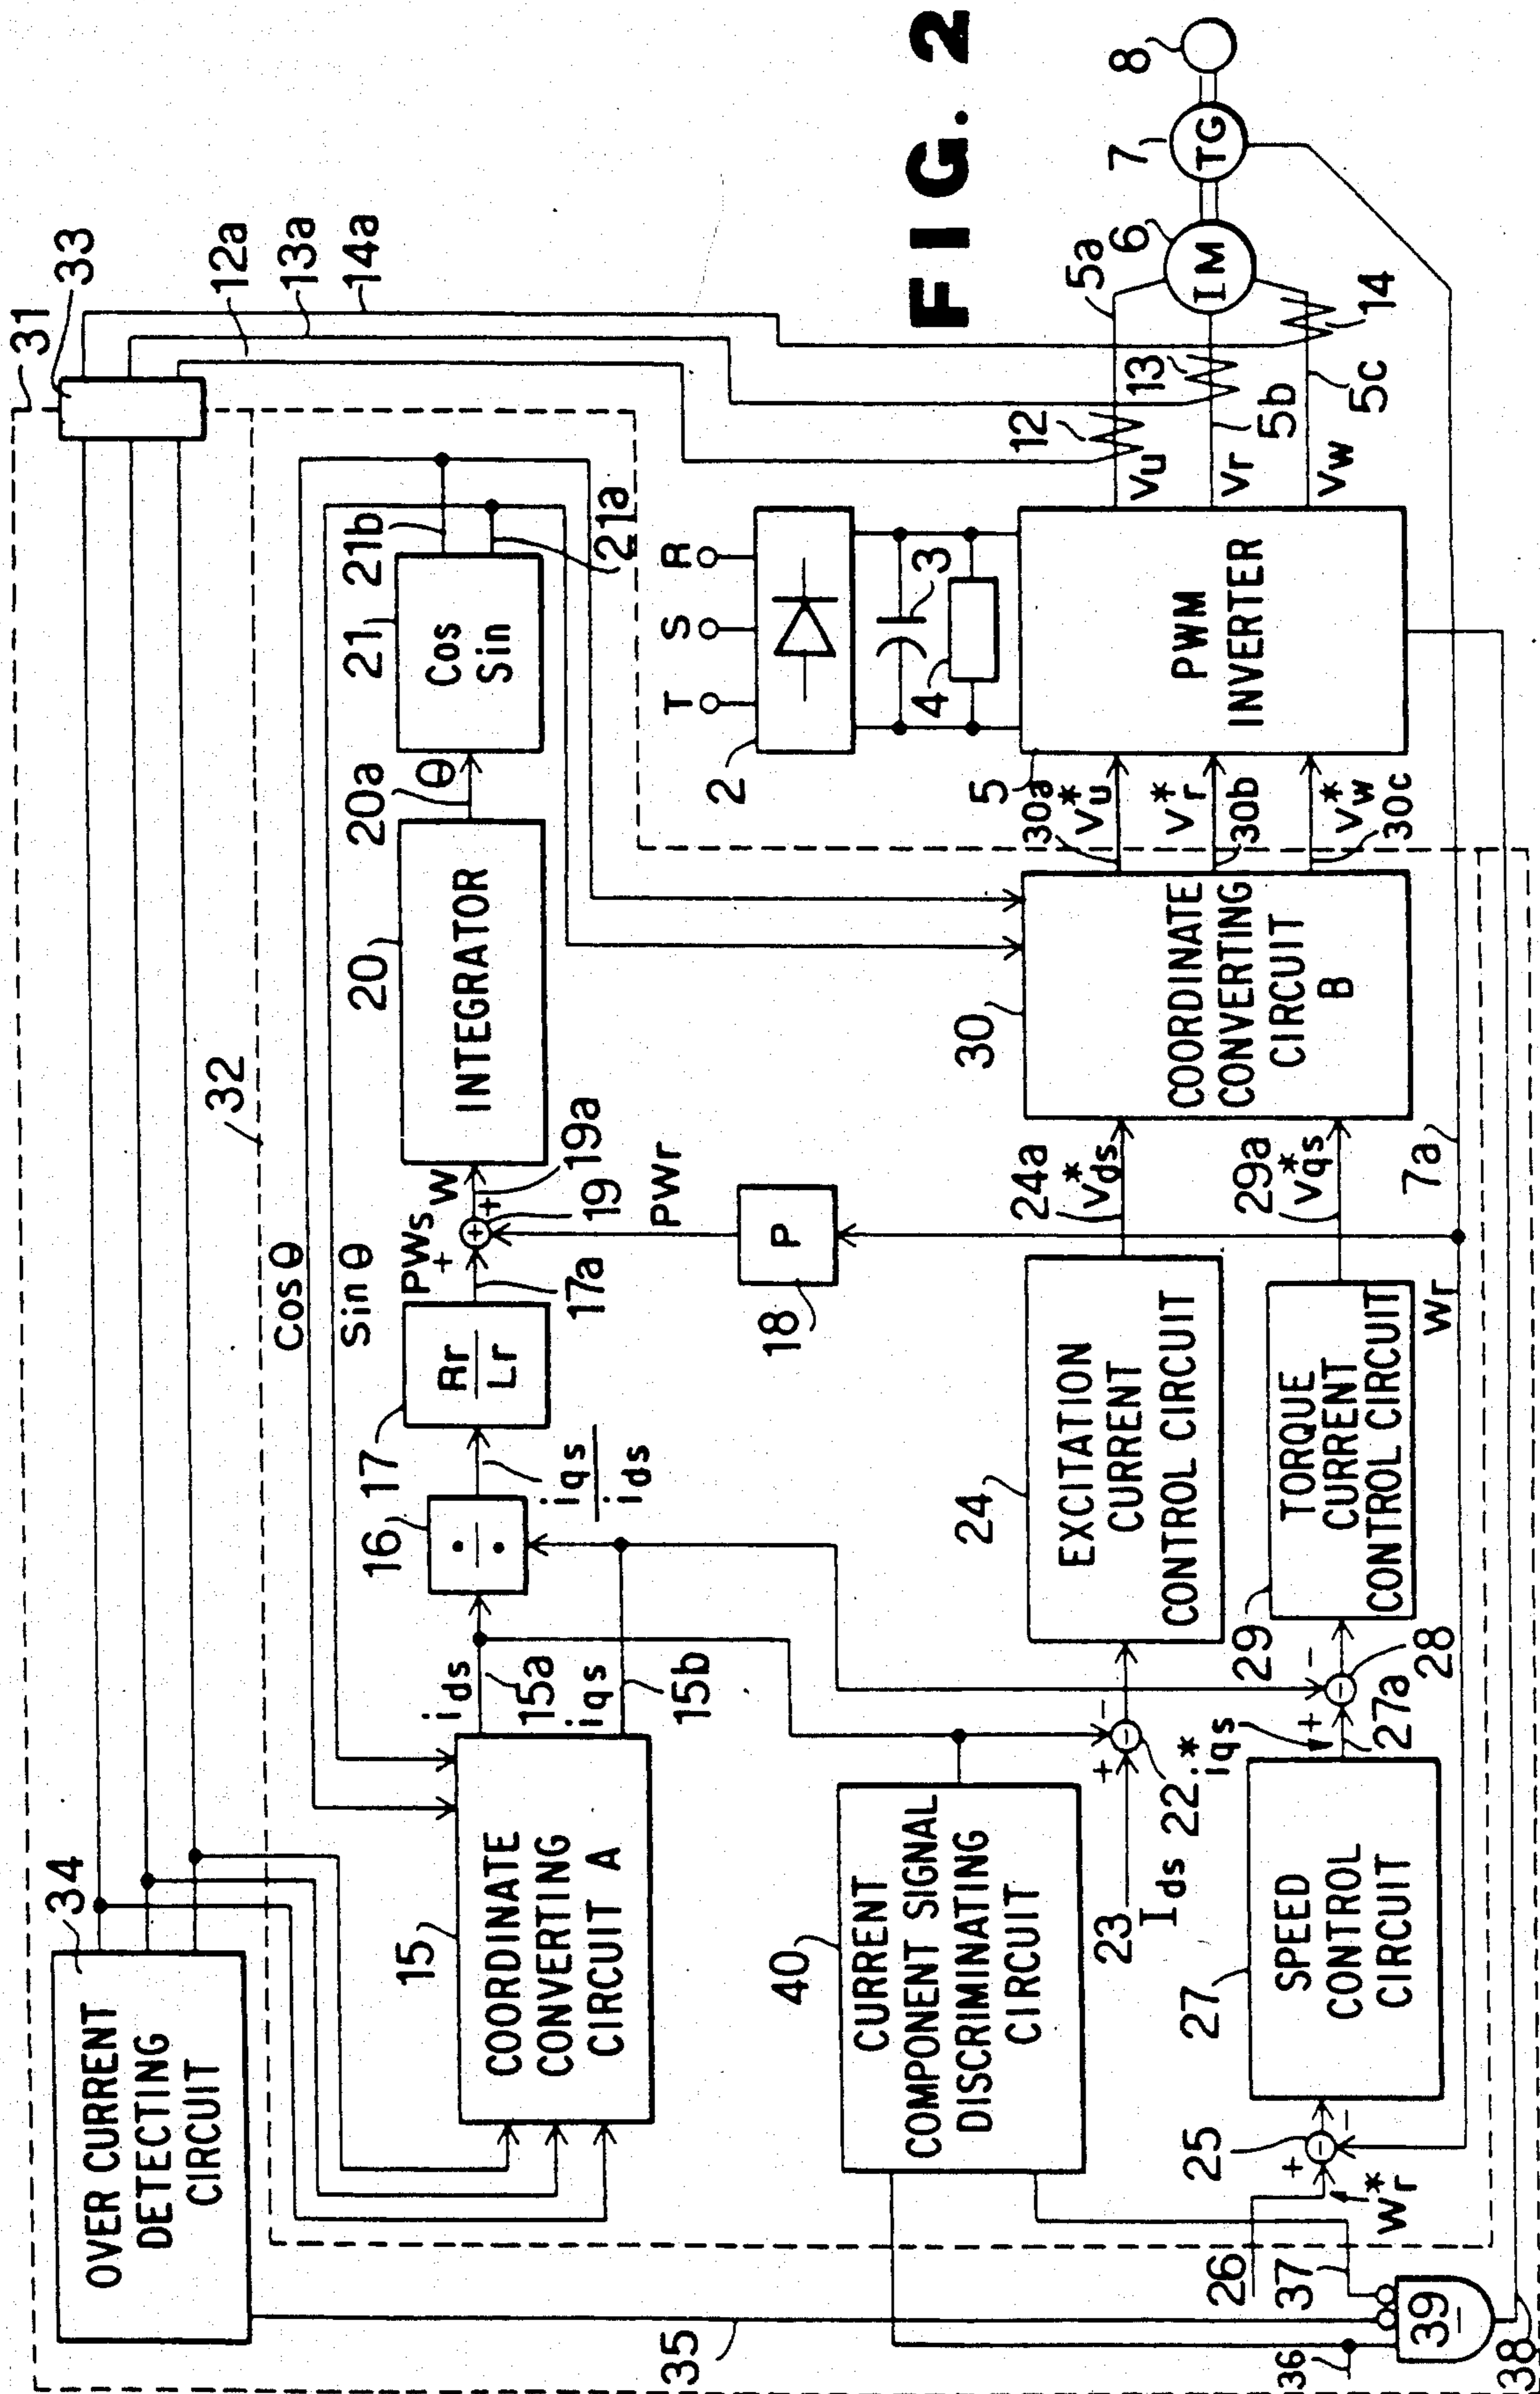 FIG. 2
31
33
12a
13a
14a
34
OVER CURRENT
DETECTING
CIRCUIT
32
Cos θ
Sin θ
15
COORDINATE
CONVERTING
CIRCUIT A
ids
15a
iqs
15b
16
÷
iqs
ids
17
Rr
Lr
17a
PWs
+
+
+
19
W
19a
PWr
18
P
20
INTEGRATOR
20a
θ
21
Cos
Sin
21b
21a
T
S
R
2
3
4
5
PWM
INVERTER
Vu
Vr
Vw
12
13
14
5a
5b
5c
6
IM
7
TG
8
40
CURRENT
COMPONENT SIGNAL
DISCRIMINATING
CIRCUIT
23
Ids
+
-
22
24
EXCITATION
CURRENT
CONTROL CIRCUIT
24a
V*ds
30
COORDINATE
CONVERTING
CIRCUIT
B
30a
V*u
V*r
30b
V*w
30c
26
W*r
25
+
-
-
27
SPEED
CONTROL
CIRCUIT
i*qs
+
27a
-
28
-
29
TORQUE
CURRENT
CONTROL CIRCUIT
29a
V*qs
Wr
7a
35
36
37
39
38